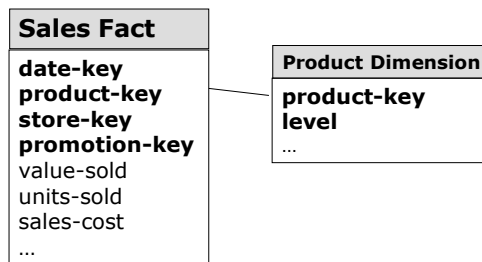 Sales Fact
date-key
product-key
store-key
promotion-key
value-sold
units-sold
sales-cost
...
Product Dimension
product-key
level
...